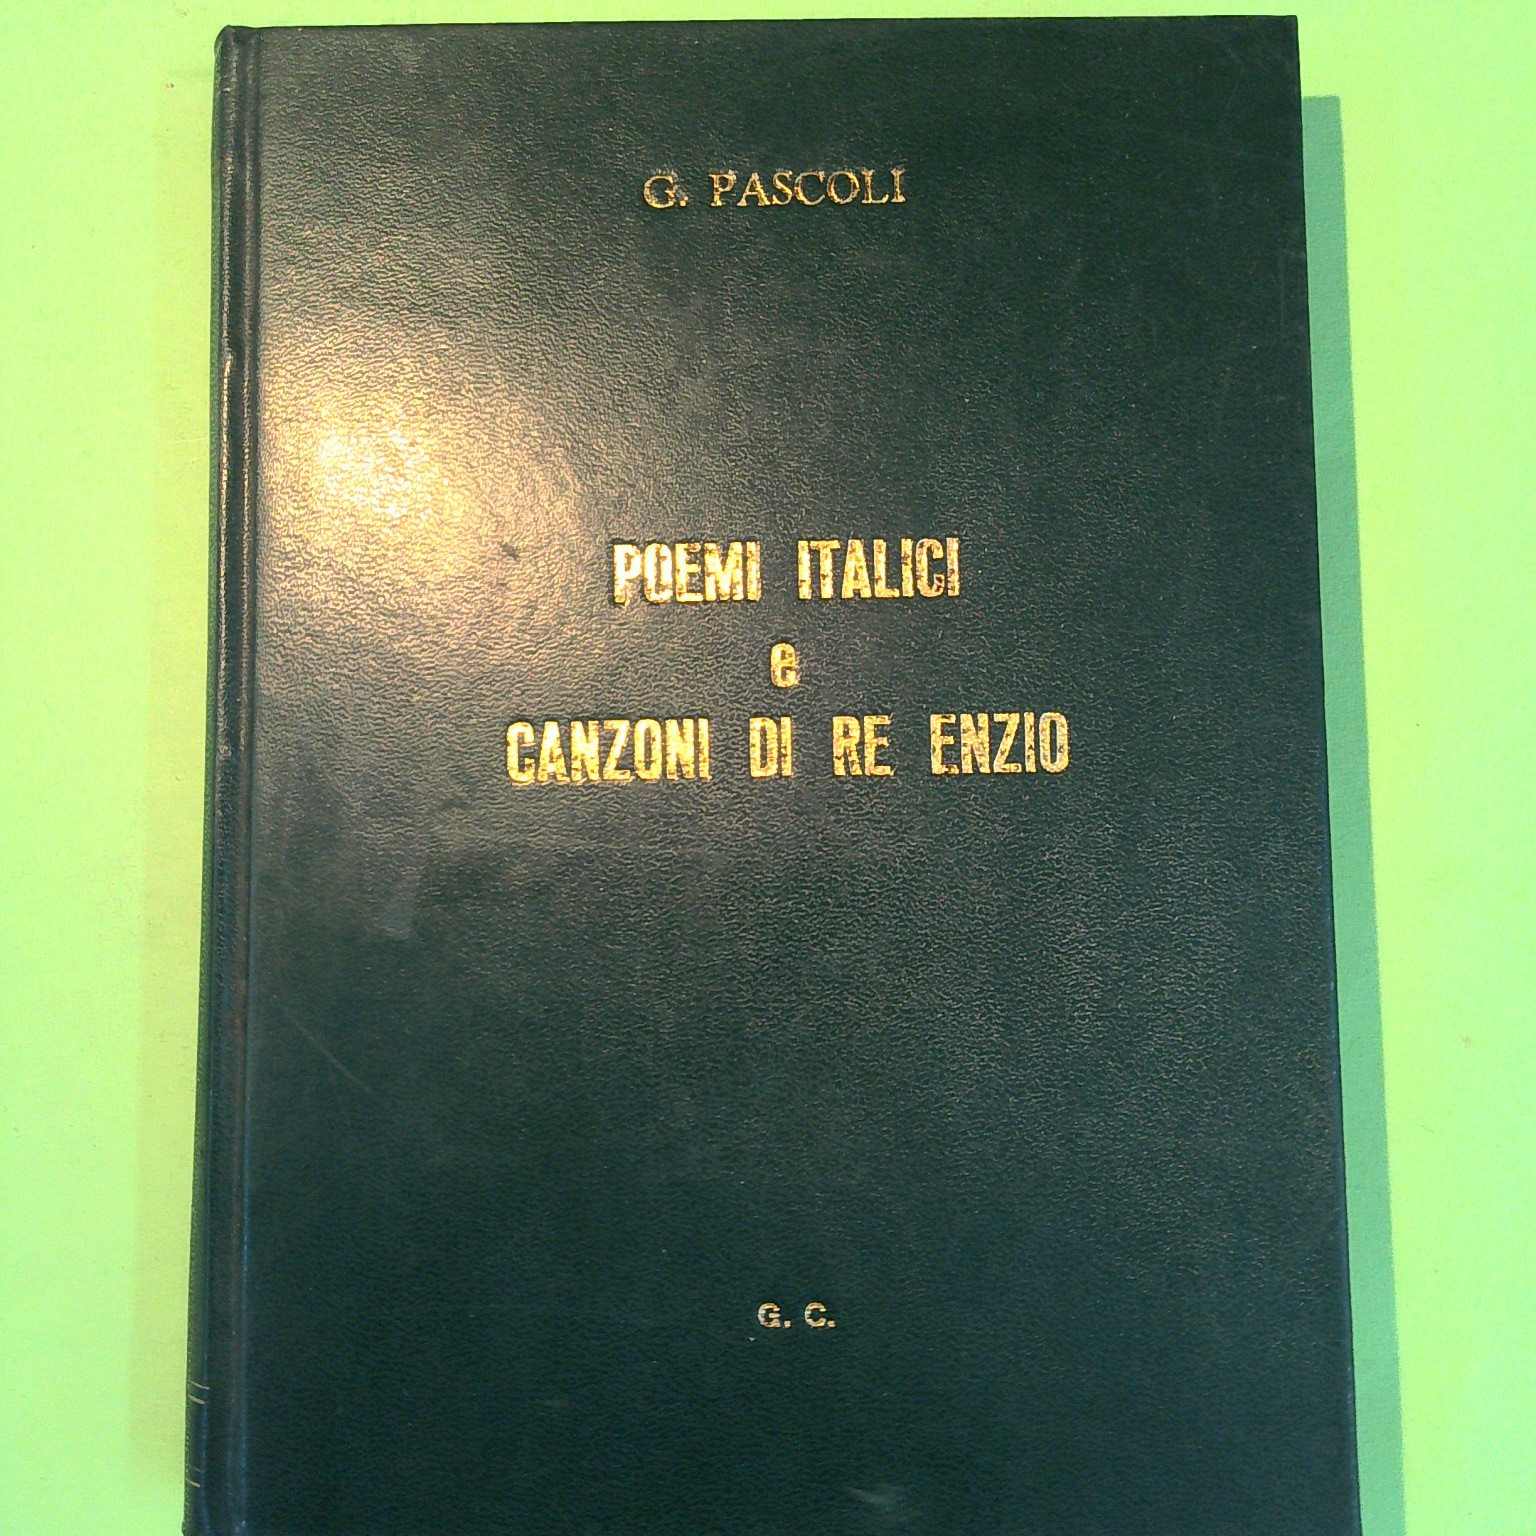 G. PASCOLI
POEMI ITALICI
e
CANZONI DI RE ENZIO
G. C.